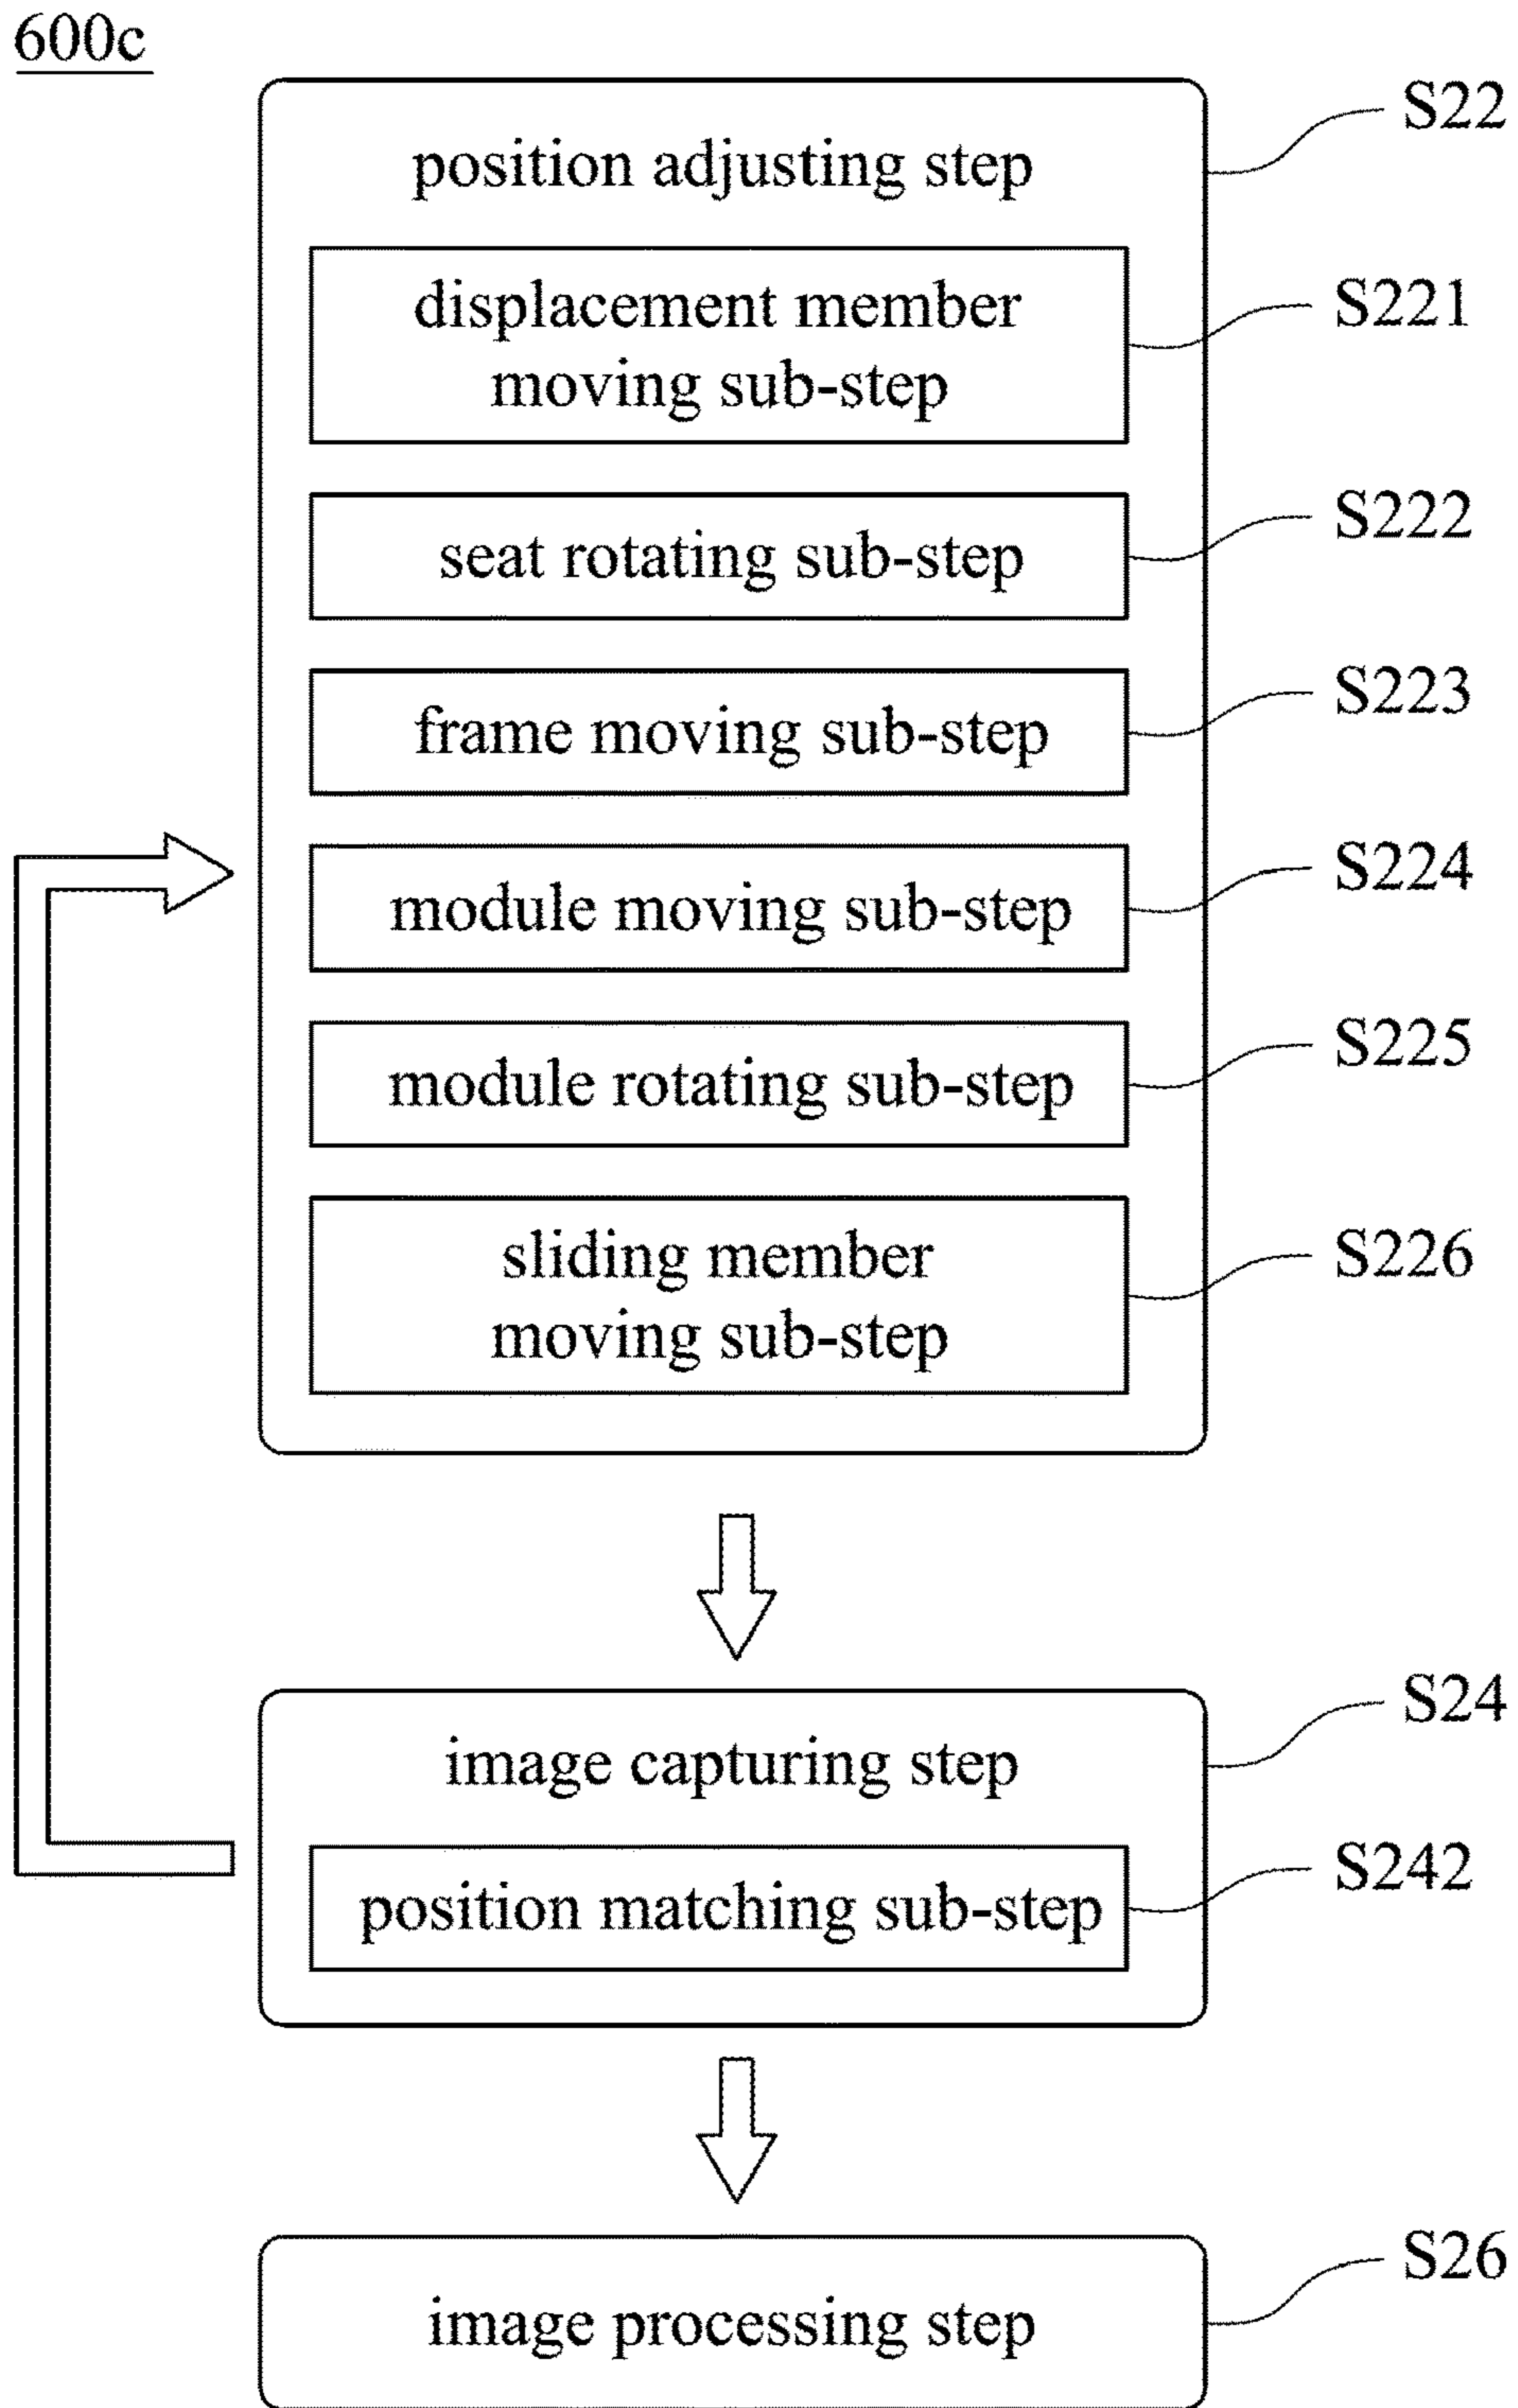 600c
S22
position adjusting step
displacement member
moving sub-step
S221
seat rotating sub-step
S222
frame moving sub-step
S223
module moving sub-step
S224
module rotating sub-step
S225
sliding member
moving sub-step
S226
image capturing step
S24
position matching sub-step
S242
image processing step
S26